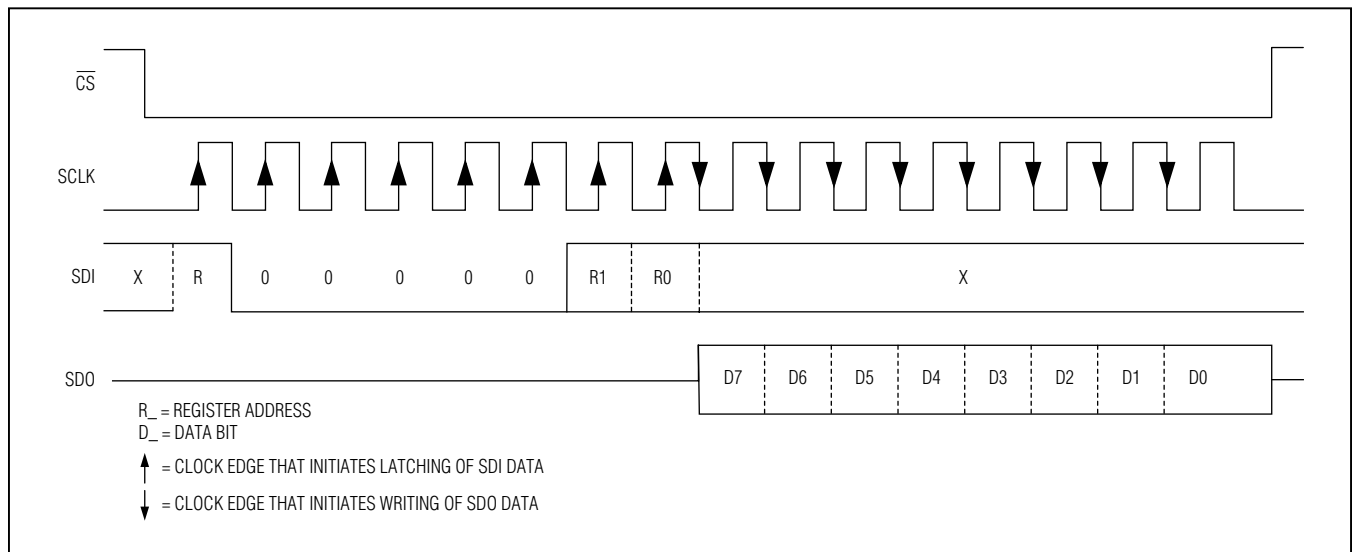 C̅S̅
SCLK
SDI X R 0 0 0 0 0 R1 R0 X
SDO D7 D6 D5 D4 D3 D2 D1 D0
R_ = REGISTER ADDRESS
D_ = DATA BIT
= CLOCK EDGE THAT INITIATES LATCHING OF SDI DATA
= CLOCK EDGE THAT INITIATES WRITING OF SDO DATA